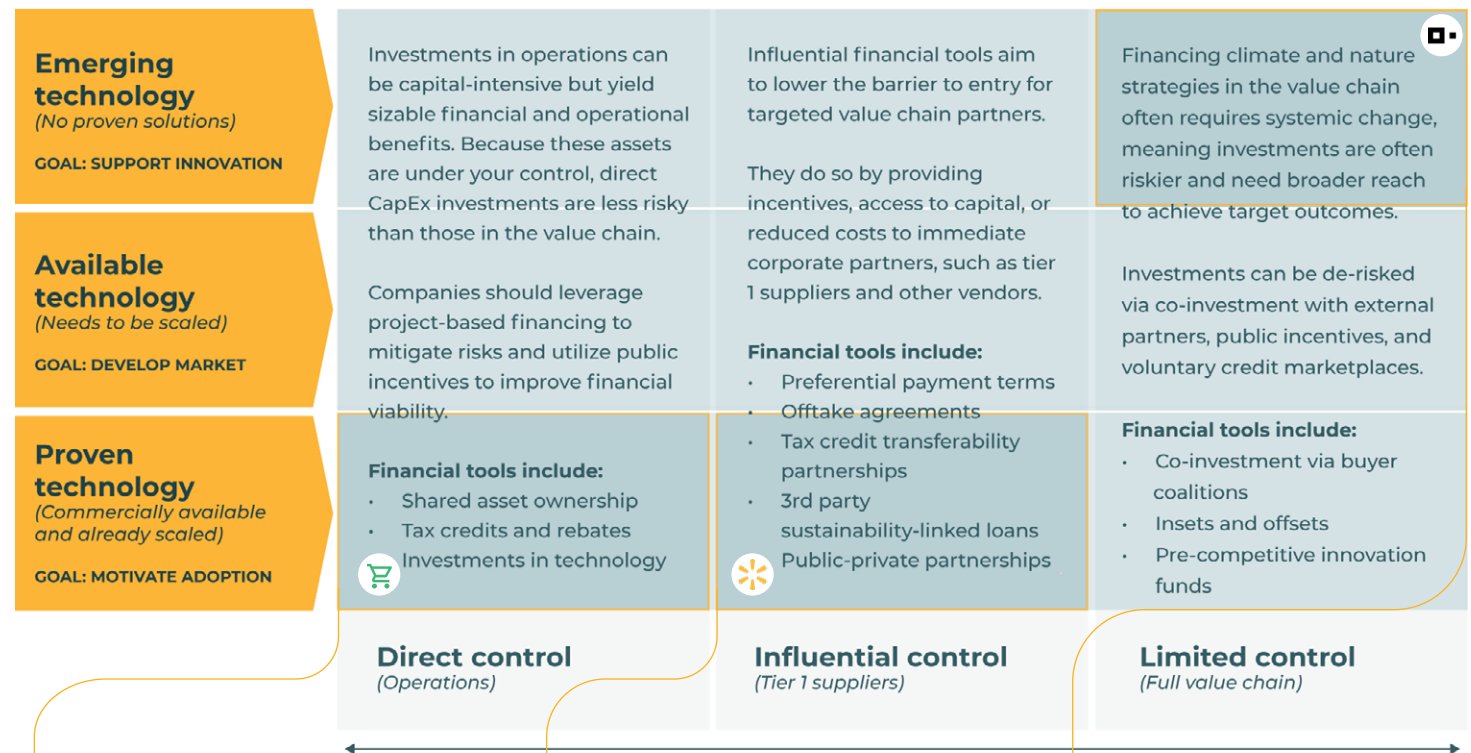 Emerging
technology
(No proven solutions)
GOAL: SUPPORT INNOVATION
Available
technology
(Needs to be scaled)
GOAL: DEVELOP MARKET
Proven
technology
(Commercially available
and already scaled)
GOAL: MOTIVATE ADOPTION
Investments in operations can
be capital-intensive but yield
sizable financial and operational
benefits. Because these assets
are under your control, direct
CapEx investments are less risky
than those in the value chain.
Companies should leverage
project-based financing to
mitigate risks and utilize public
incentives to improve financial
viability.
Financial tools include:
• Shared asset ownership
• Tax credits and rebates
Investments in technology
Direct control
(Operations)
Influential financial tools aim
to lower the barrier to entry for
targeted value chain partners.
They do so by providing
incentives, access to capital, or
reduced costs to immediate
corporate partners, such as tier
1 suppliers and other vendors.
Financial tools include:
• Preferential payment terms
• Offtake agreements
• Tax credit transferability
partnerships
• 3rd party
sustainability-linked loans
Public-private partnerships
Influential control
(Tier 1 suppliers)
Financing climate and nature
strategies in the value chain
often requires systemic change,
meaning investments are often
riskier and need broader reach
to achieve target outcomes.
Investments can be de-risked
via co-investment with external
partners, public incentives, and
voluntary credit marketplaces.
Financial tools include:
• Co-investment via buyer
coalitions
• Insets and offsets
• Pre-competitive innovation
funds
Limited control
(Full value chain)